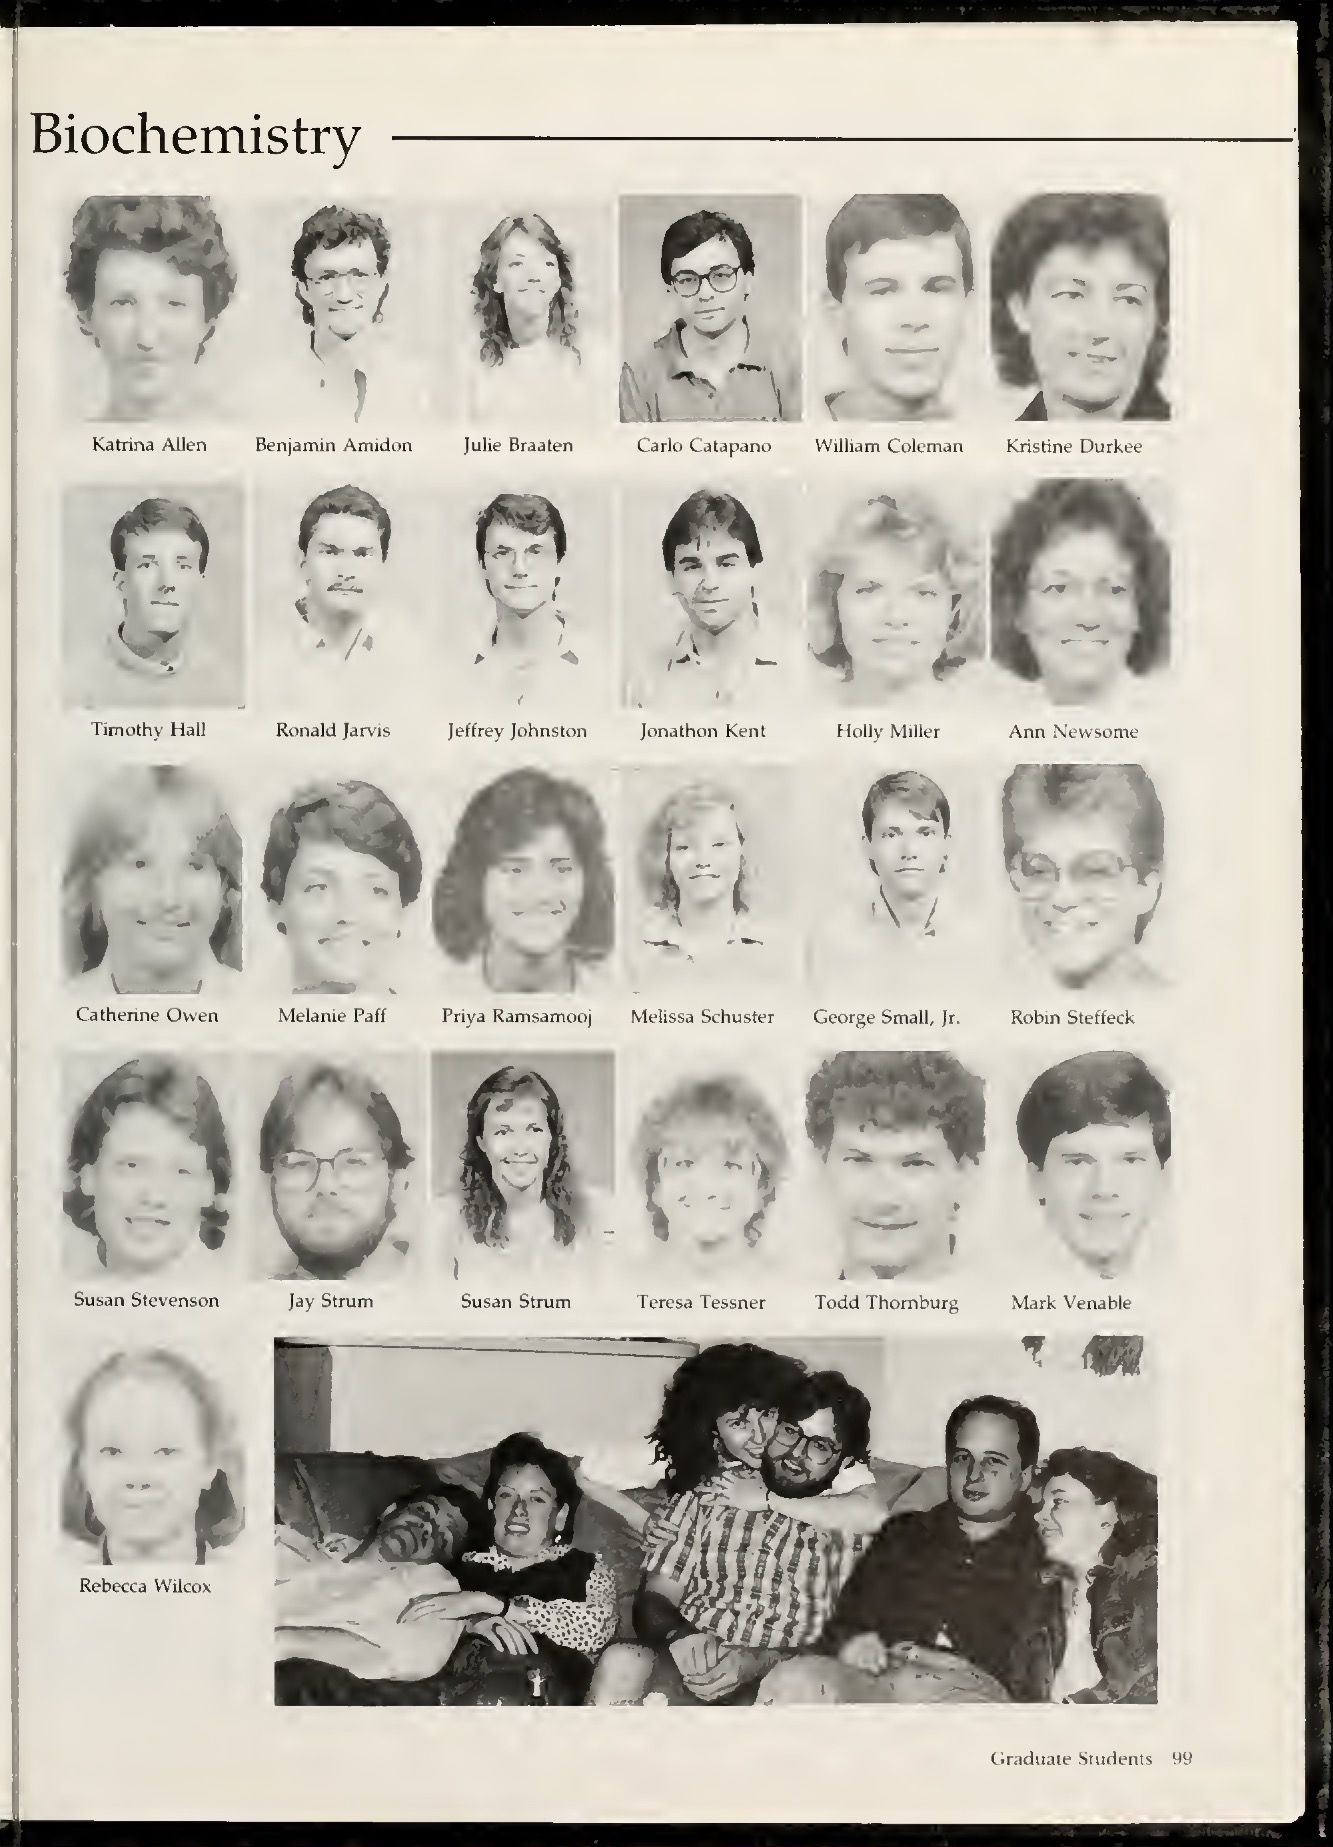 Biochemistry
Katrina Allen Benjamin Amidon Julie Braaten Carlo Catapano William Coleman Kristine Durkee
Timothy Hall Ronald Jarvis Jeffrey Johnston Jonathon Kent Holly Miller Ann Newsome
Catherine Owen Melanie Paff Priya Ramsamooj Melissa Schuster George Small, Jr. Robin Steffeck
Susan Stevenson Jay Strum Susan Strum Teresa Tessner Todd Thornburg Mark Venable
Rebecca Wilcox
Graduate Students 99